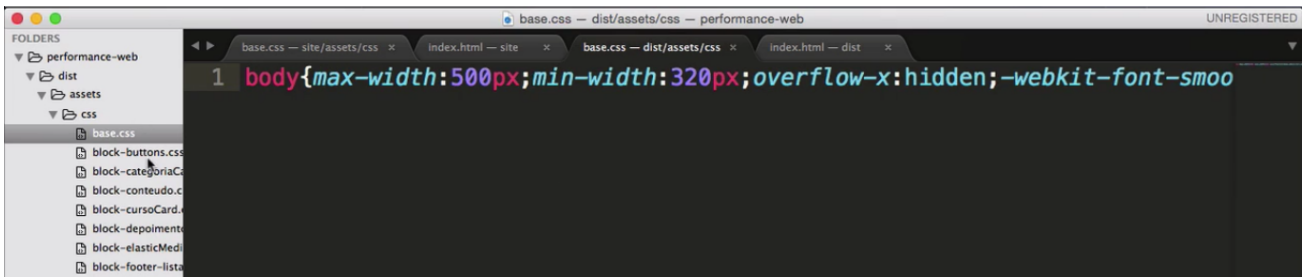 base.css — dist/assets/css — performance-web
UNREGISTERED
FOLDERS
performance-web
dist
assets
css
base.css
block-buttons.css
block-categoriaCa
block-conteudo.c
block-cursoCard.
block-depoimento
block-elasticMedi
block-footer-lista
base.css — site/assets/css ×
index.html — site ×
base.css — dist/assets/css ×
index.html — dist ×
1 body{max-width:500px;min-width:320px;overflow-x:hidden;-webkit-font-smoo